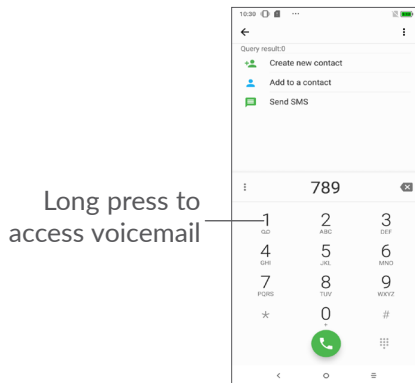 10:30 ...
Query result:0
Create new contact
Add to a contact
Send SMS
789
Long press to
access voicemail
1 2 3
ABC DEF
4 5 6
GHI JKL MNO
7 8 9
PQRS TUV WXYZ
* 0 #
+